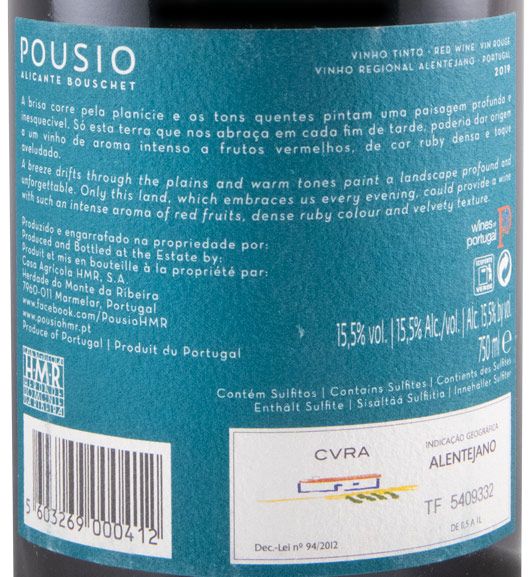 POUSIO
ALICANTE BOUSCHET
VINHO TINTO · RED WINE · VIN ROUGE
VINHO REGIONAL ALENTEJANO · PORTUGAL
2019
A brisa corre pela planície e os tons quentes pintam uma paisagem profunda e
inesquecível. Só esta terra que nos abraça em cada fim de tarde, poderia dar origem
a um vinho de aroma intenso a frutos vermelhos, de cor ruby densa e toque
aveludado.
A breeze drifts through the plains and warm tones paint a landscape profound and
unforgettable. Only this land, which embraces us every evening, could provide a wine
with such an intense aroma of red fruits, dense ruby colour and velvety texture.
wines of
portugal
Produzido e engarrafado na propriedade por:
Produced and Bottled at the Estate by:
Produit et mis en bouteille à la propriété par:
Casa Agrícola HMR, S.A.
Herdade do Monte da Ribeira
7960-011 Marmelar, Portugal
www.facebook.com/PousioHMR
www.pousiohmr.pt
Produce of Portugal | Produit du Portugal
15,5% vol. | 15,5% Alc./vol. | Alc. 15,5% by vol.
750 ml e
HMR
Contém Sulfitos | Contains Sulfites | Contient des Sulfites
Enthält Sulfite | Sisältää Sulfiitia | Innehåller Sulfiter
5 603269 000412
CVRA
INDICAÇÃO GEOGRÁFICA
ALENTEJANO
TF 5409332
DE 0,5 A 1L
Dec.-Lei nº 94/2012